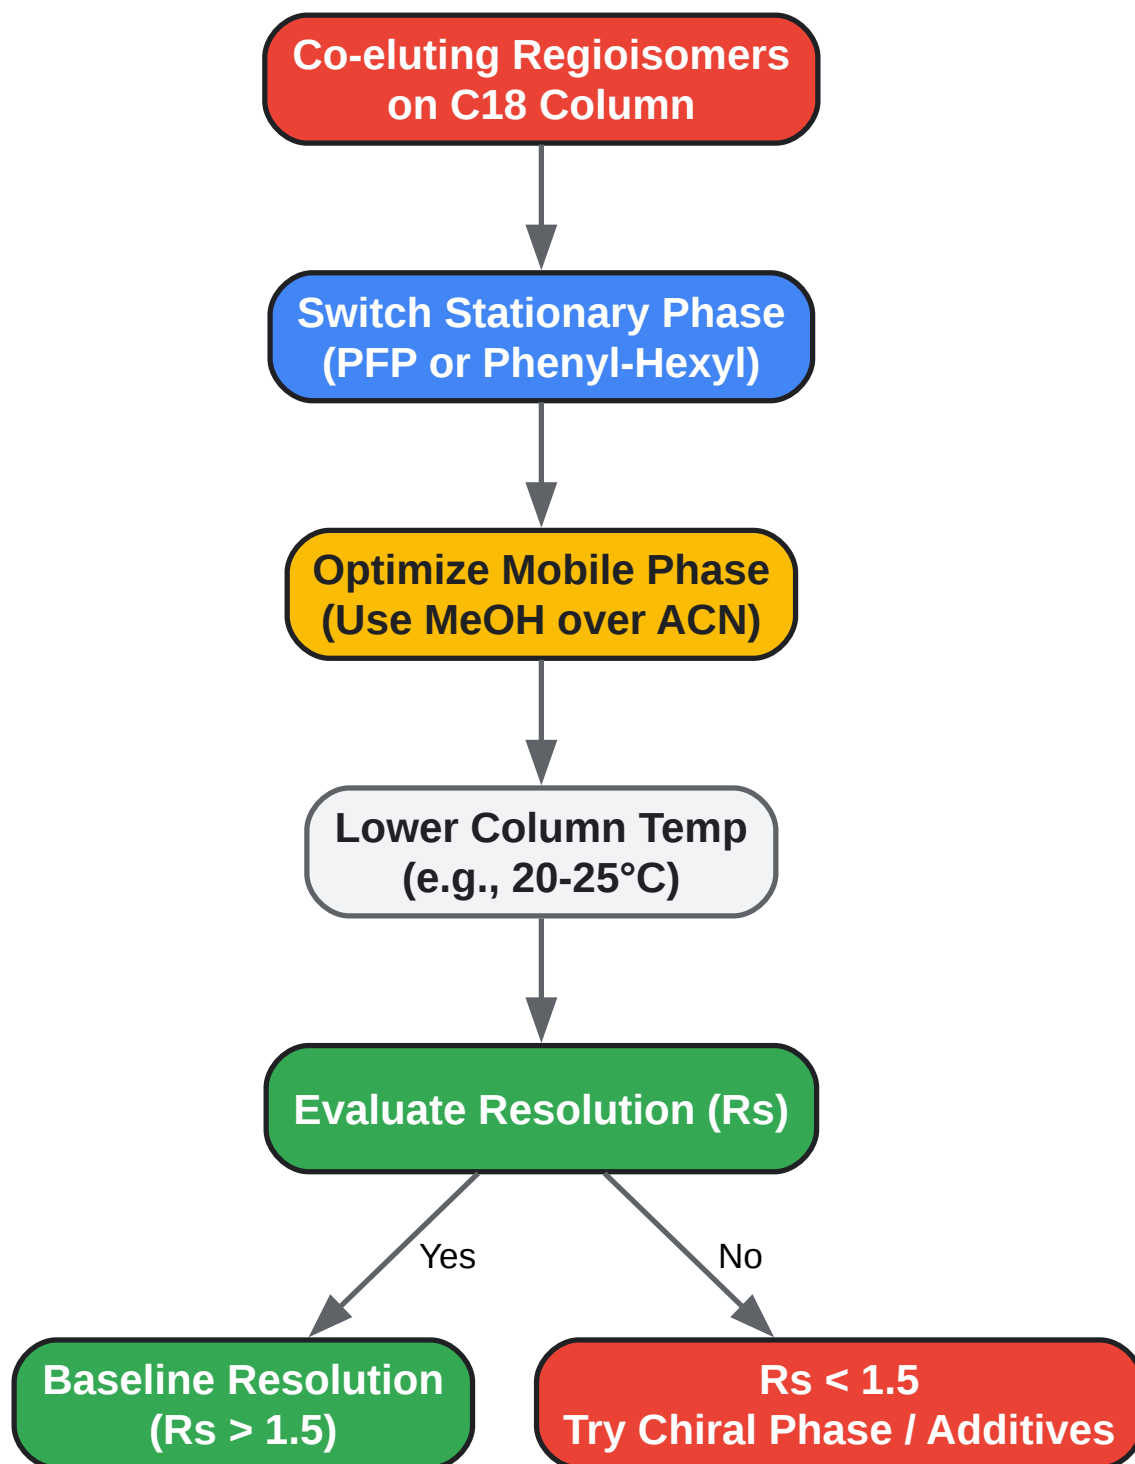 Co-eluting Regioisomers
on C18 Column
Switch Stationary Phase
(PFP or Phenyl-Hexyl)
Optimize Mobile Phase
(Use MeOH over ACN)
Lower Column Temp
(e.g., 20-25°C)
Evaluate Resolution (Rs)
Yes
No
Baseline Resolution
(Rs > 1.5)
Rs < 1.5
Try Chiral Phase / Additives